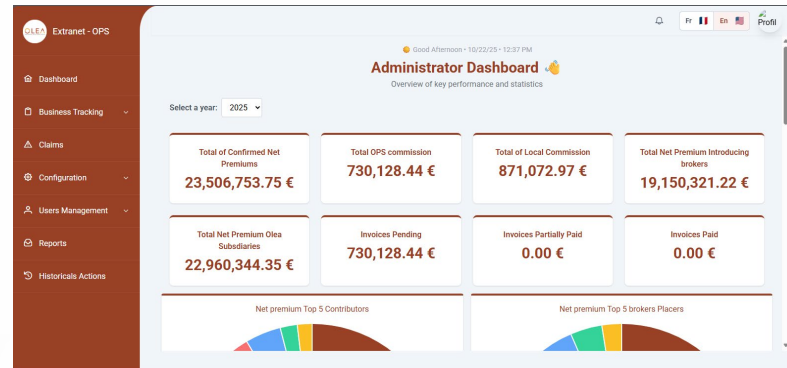 OLEA
Extranet - OPS
Fr
En
Profil
Good Afternoon • 10/22/25 • 12:37 PM
Administrator Dashboard
Overview of key performance and statistics
Dashboard
Business Tracking
Claims
Configuration
Users Management
Reports
Historicals Actions
Select a year: 2025
Total of Confirmed Net
Premiums
23,506,753.75 €
Total OPS commission
730,128.44 €
Total of Local Commission
871,072.97 €
Total Net Premium Introducing
brokers
19,150,321.22 €
Total Net Premium Olea
Subsdiaries
22,960,344.35 €
Invoices Pending
730,128.44 €
Invoices Partially Paid
0.00 €
Invoices Paid
0.00 €
Net premium Top 5 Contributors
Net premium Top 5 brokers Placers